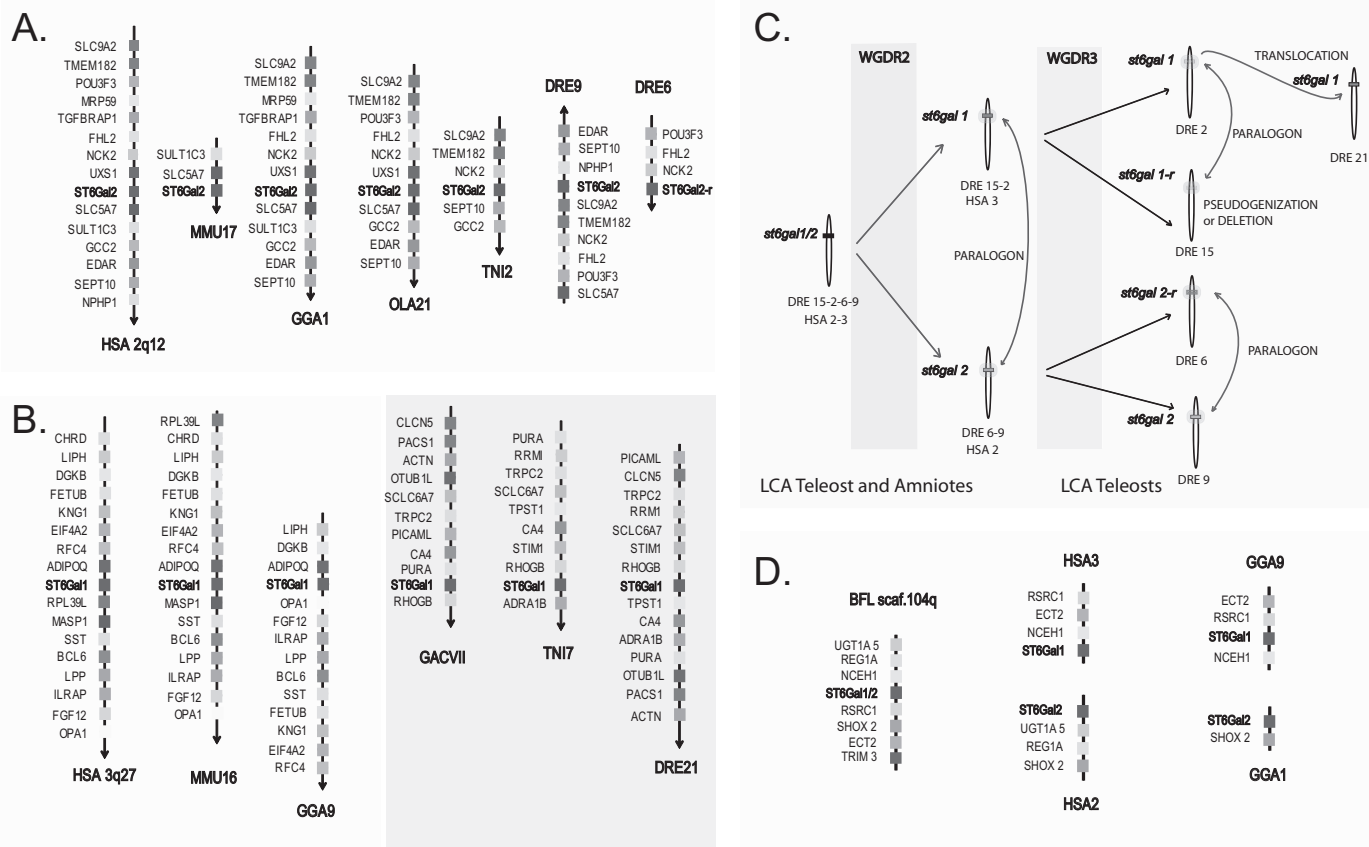 A.
SLC9A2
TMEM182
POU3F3
MRP59
TGFBRAP1
FHL2
NCK2
UXS1
ST6Gal2
SLC5A7
SULT1C3
GCC2
EDAR
SEPT10
NPHP1
HSA 2q12
SULT1C3
SLC5A7
ST6Gal2
MMU17
SLC9A2
TMEM182
MRP59
TGFBRAP1
FHL2
NCK2
UXS1
ST6Gal2
SLC5A7
SULT1C3
GCC2
EDAR
SEPT10
GGA1
SLC9A2
TMEM182
POU3F3
FHL2
NCK2
UXS1
ST6Gal2
SLC5A7
GCC2
EDAR
SEPT10
OLA21
SLC9A2
TMEM182
NCK2
ST6Gal2
SEPT10
GCC2
TNI2
DRE9
EDAR
SEPT10
NPHP1
ST6Gal2
SLC9A2
TMEM182
NCK2
FHL2
POU3F3
SLC5A7
DRE6
POU3F3
FHL2
NCK2
ST6Gal2-r
B.
CHRD
LIPH
DGKB
FETUB
KNG1
EIF4A2
RFC4
ADIPOQ
ST6Gal1
RPL39L
MASP1
SST
BCL6
LPP
ILRAP
FGF12
OPA1
HSA 3q27
RPL39L
CHRD
LIPH
DGKB
FETUB
KNG1
EIF4A2
RFC4
ADIPOQ
ST6Gal1
MASP1
SST
BCL6
LPP
ILRAP
FGF12
OPA1
MMU16
LIPH
DGKB
ADIPOQ
ST6Gal1
OPA1
FGF12
ILRAP
LPP
BCL6
SST
FETUB
KNG1
EIF4A2
RFC4
GGA9
CLCN5
PACS1
ACTN
OTUB1L
SCLC6A7
TRPC2
PICAML
CA4
PURA
ST6Gal1
RHOGB
GACVII
PURA
RRMI
TRPC2
SCLC6A7
TPST1
CA4
STIM1
RHOGB
ST6Gal1
ADRA1B
TNI7
PICAML
CLCN5
TRPC2
RRM1
SCLC6A7
STIM1
RHOGB
ST6Gal1
TPST1
CA4
ADRA1B
PURA
OTUB1L
PACS1
ACTN
DRE21
C.
WGDR2
WGDR3
st6gal1/2
DRE 15-2-6-9
HSA 2-3
st6gal 1
DRE 15-2
HSA 3
PARALOGON
st6gal 2
DRE 6-9
HSA 2
LCA Teleost and Amniotes
st6gal 1
DRE 2
TRANSLOCATION
st6gal 1
DRE 21
PARALOGON
st6gal 1-r
PSEUDOGENIZATION
or DELETION
DRE 15
st6gal 2-r
DRE 6
PARALOGON
st6gal 2
DRE 9
LCA Teleosts
D.
BFL scaf.104q
UGT1A 5
REG1A
NCEH1
ST6Gal1/2
RSRC1
SHOX 2
ECT2
TRIM 3
HSA3
RSRC1
ECT2
NCEH1
ST6Gal1
ST6Gal2
UGT1A 5
REG1A
SHOX 2
HSA2
GGA9
ECT2
RSRC1
ST6Gal1
NCEH1
ST6Gal2
SHOX 2
GGA1